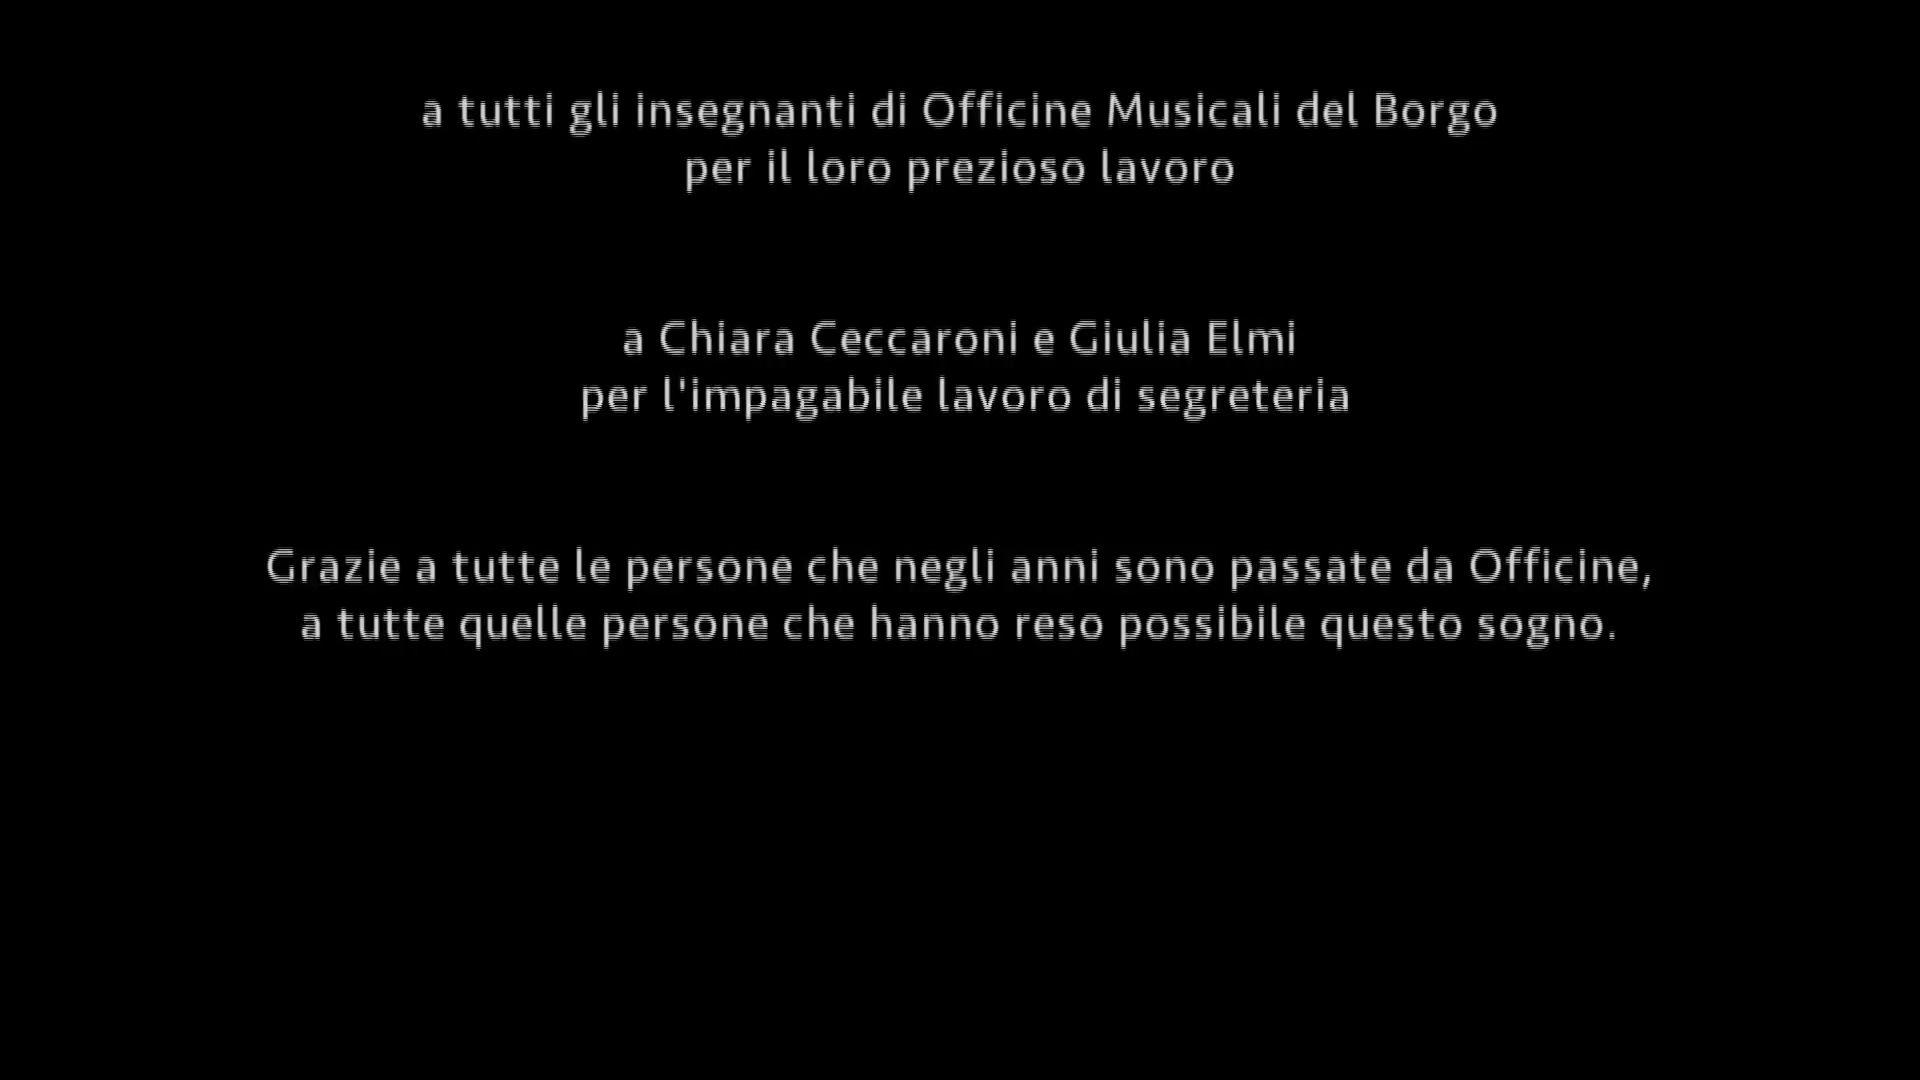 a tutti gli insegnanti di Officine Musicali del Borgo
per il loro prezioso lavoro
a Chiara Ceccaroni e Giulia Elmi
per l'impagabile lavoro di segreteria
Grazie a tutte le persone che negli anni sono passate da Officine,
a tutte quelle persone che hanno reso possibile questo sogno.